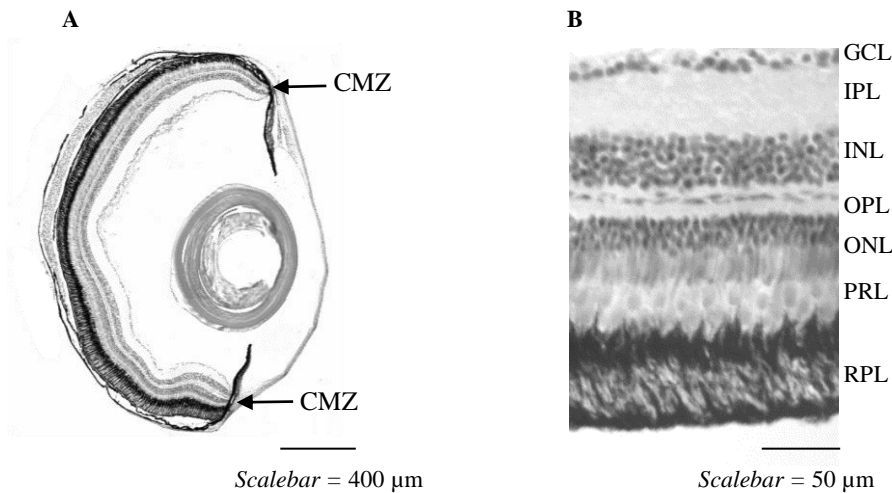 A
CMZ
CMZ
Scalebar = 400 µm
B
GCL
IPL
INL
OPL
ONL
PRL
RPL
Scalebar = 50 µm